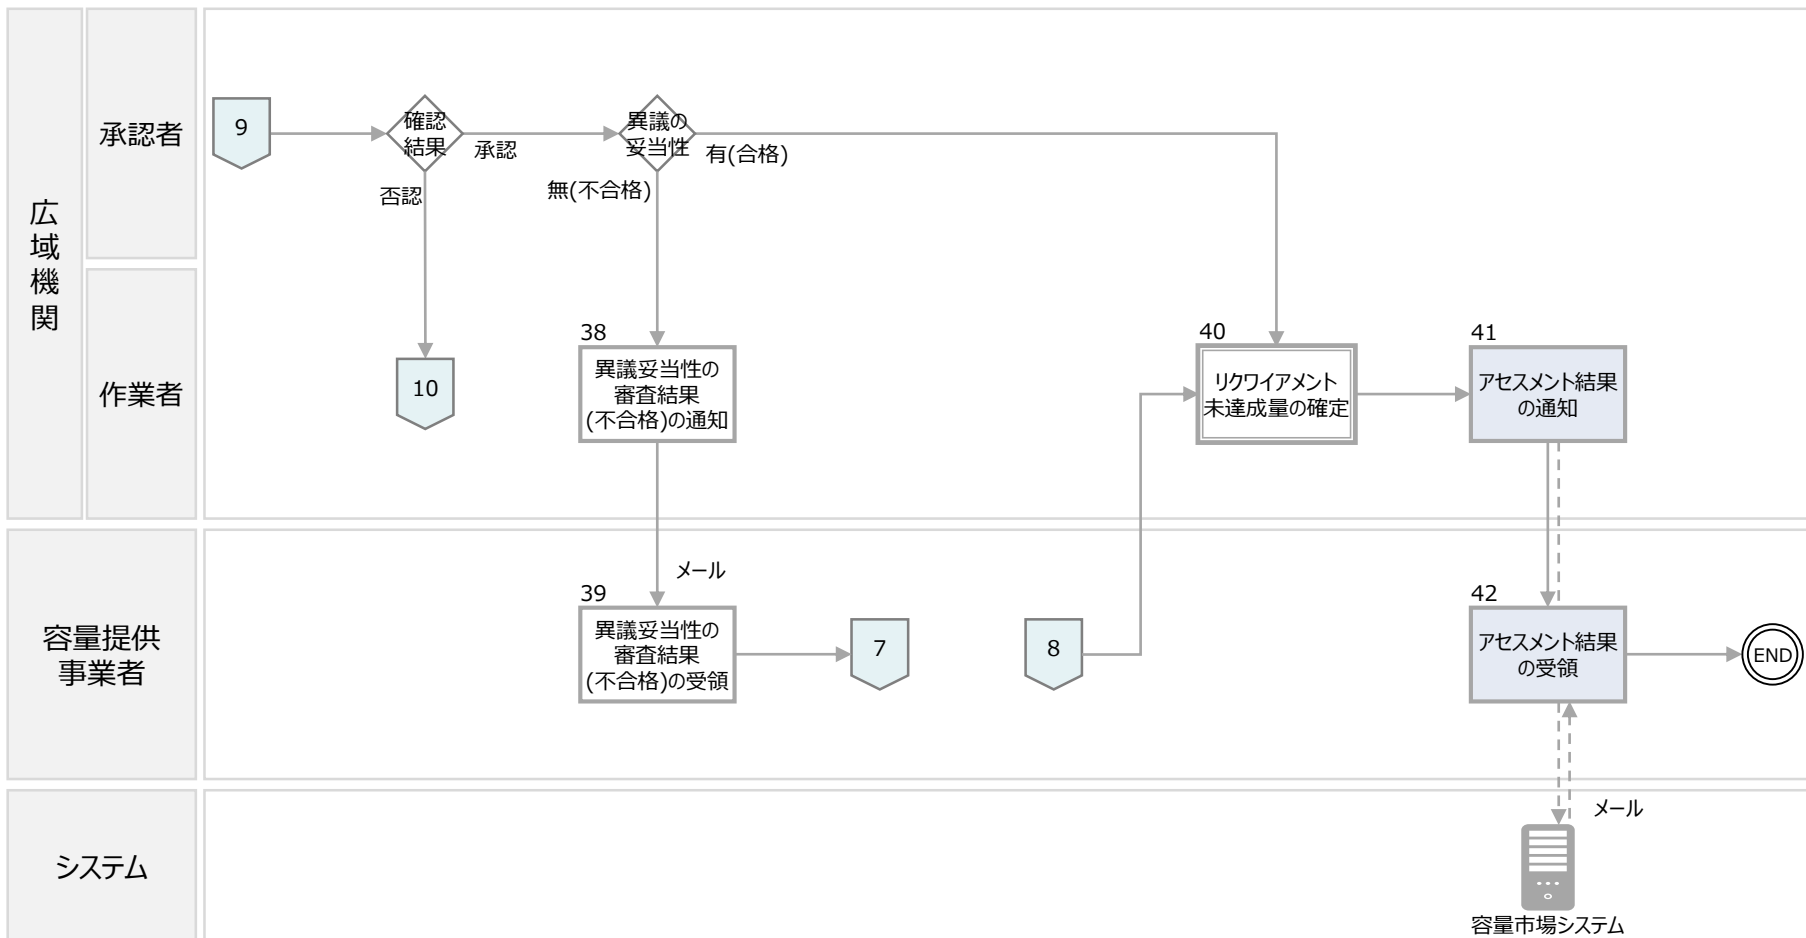 広域機関
承認者
9
確認
結果
承認
否認
異議の
妥当性
有(合格)
無(不合格)
作業者
10
38
異議妥当性の
審査結果
(不合格)の通知
40
リクワイアメント
未達成量の確定
41
アセスメント結果
の通知
容量提供
事業者
メール
39
異議妥当性の
審査結果
(不合格)の受領
7
8
42
アセスメント結果
の受領
END
システム
メール
容量市場システム